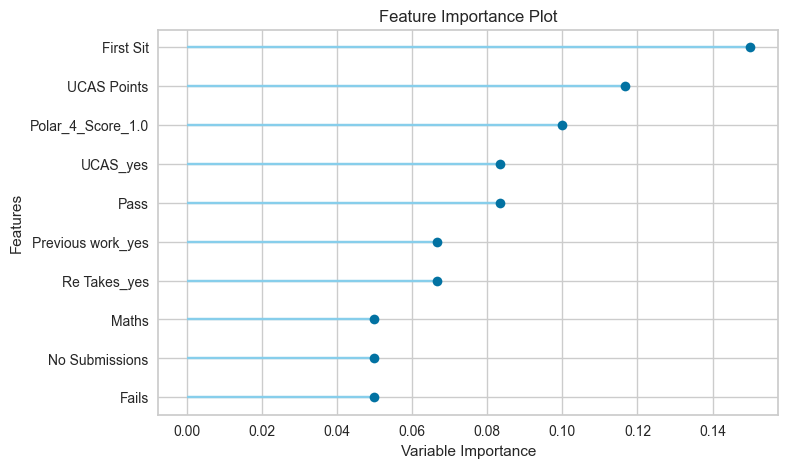 Feature Importance Plot
First Sit
UCAS Points
Polar_4_Score_1.0
UCAS_yes
Pass
Previous work_yes
Re Takes_yes
Maths
No Submissions
Fails
Features
0.00 0.02 0.04 0.06 0.08 0.10 0.12 0.14
Variable Importance